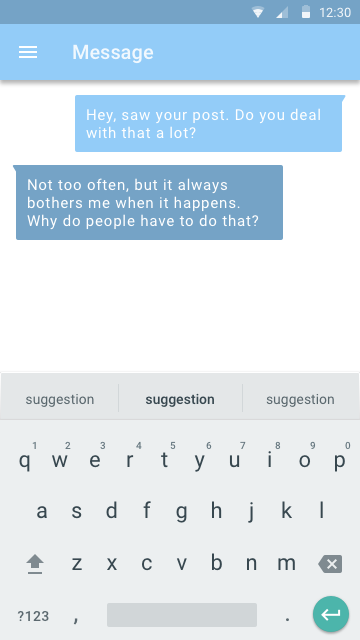 12:30
Message
Hey, saw your post. Do you deal
with that a lot?
Not too often, but it always
bothers me when it happens.
Why do people have to do that?
suggestion suggestion suggestion
1 2 3 4 5 6 7 8 9 0
q w e r t y u i o p
a s d f g h j k l
z x c v b n m
?123 , .